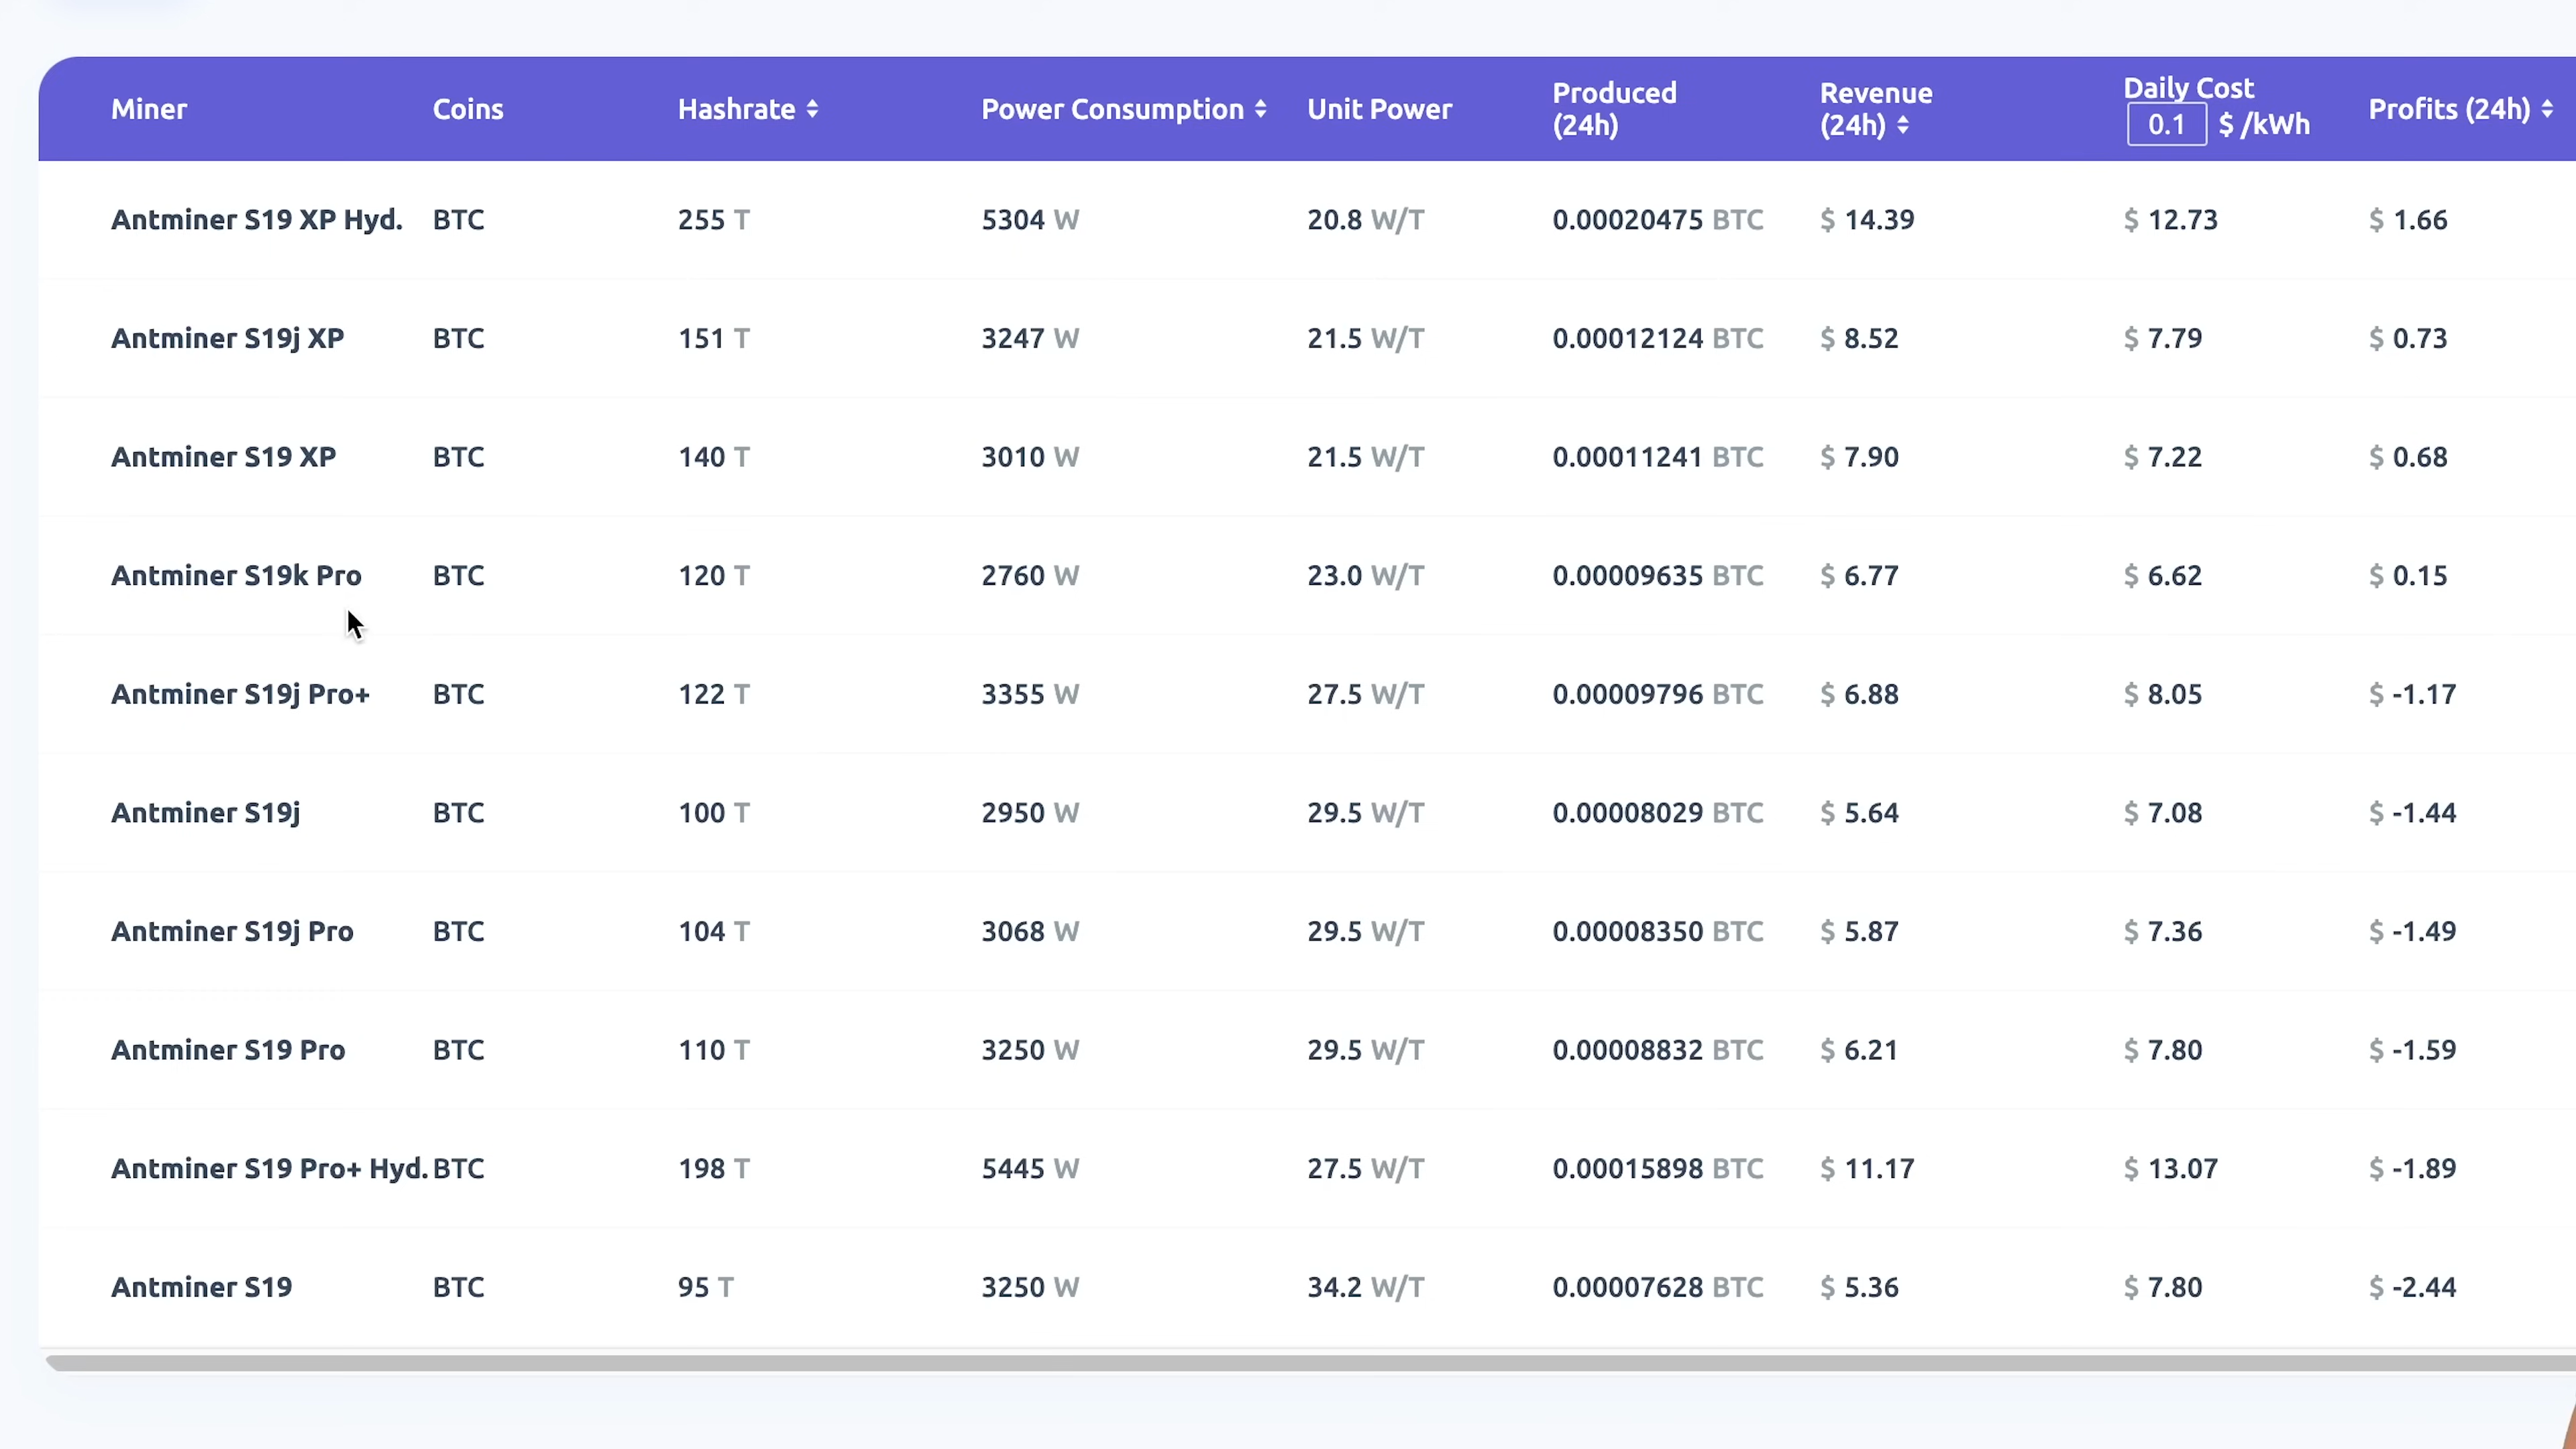 Miner Coins Hashrate Power Consumption Unit Power Produced (24h) Revenue (24h) Daily Cost 0.1 $ /kWh Profits (24h)
Antminer S19 XP Hyd. BTC 255 T 5304 W 20.8 W/T 0.00020475 BTC $ 14.39 $ 12.73 $ 1.66
Antminer S19j XP BTC 151 T 3247 W 21.5 W/T 0.00012124 BTC $ 8.52 $ 7.79 $ 0.73
Antminer S19 XP BTC 140 T 3010 W 21.5 W/T 0.00011241 BTC $ 7.90 $ 7.22 $ 0.68
Antminer S19k Pro BTC 120 T 2760 W 23.0 W/T 0.00009635 BTC $ 6.77 $ 6.62 $ 0.15
Antminer S19j Pro+ BTC 122 T 3355 W 27.5 W/T 0.00009796 BTC $ 6.88 $ 8.05 $ -1.17
Antminer S19j BTC 100 T 2950 W 29.5 W/T 0.00008029 BTC $ 5.64 $ 7.08 $ -1.44
Antminer S19j Pro BTC 104 T 3068 W 29.5 W/T 0.00008350 BTC $ 5.87 $ 7.36 $ -1.49
Antminer S19 Pro BTC 110 T 3250 W 29.5 W/T 0.00008832 BTC $ 6.21 $ 7.80 $ -1.59
Antminer S19 Pro+ Hyd. BTC 198 T 5445 W 27.5 W/T 0.00015898 BTC $ 11.17 $ 13.07 $ -1.89
Antminer S19 BTC 95 T 3250 W 34.2 W/T 0.00007628 BTC $ 5.36 $ 7.80 $ -2.44